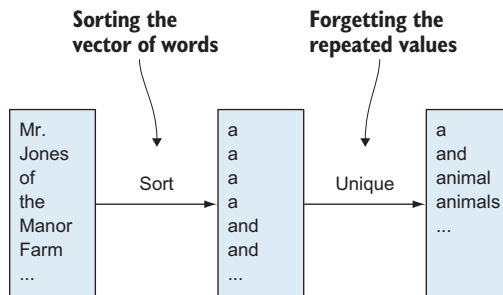 Sorting the
vector of words
Forgetting the
repeated values
Mr.
Jones
of
the
Manor
Farm
...
Sort
a
a
a
a
and
and
...
Unique
a
and
animal
animals
...